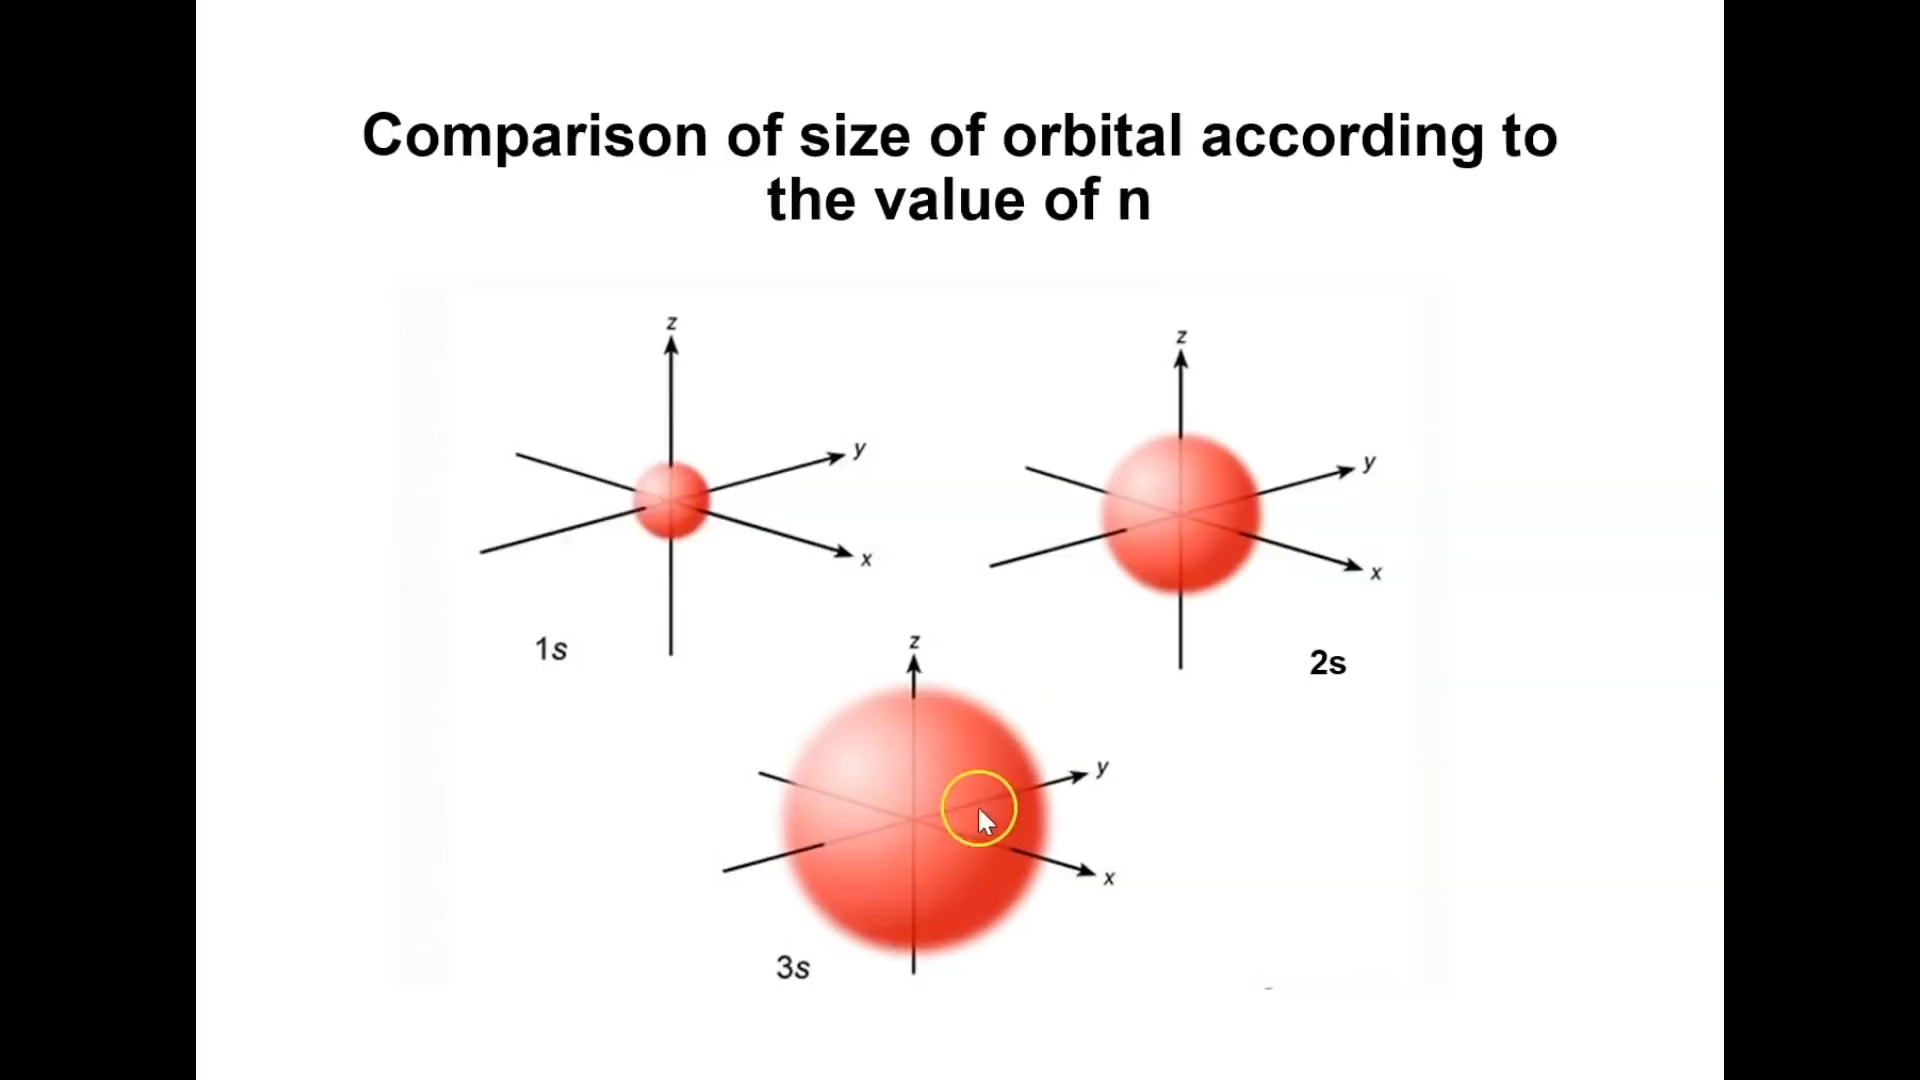 Comparison of size of orbital according to
the value of n
z
y
x
1s
z
y
x
2s
z
y
x
3s